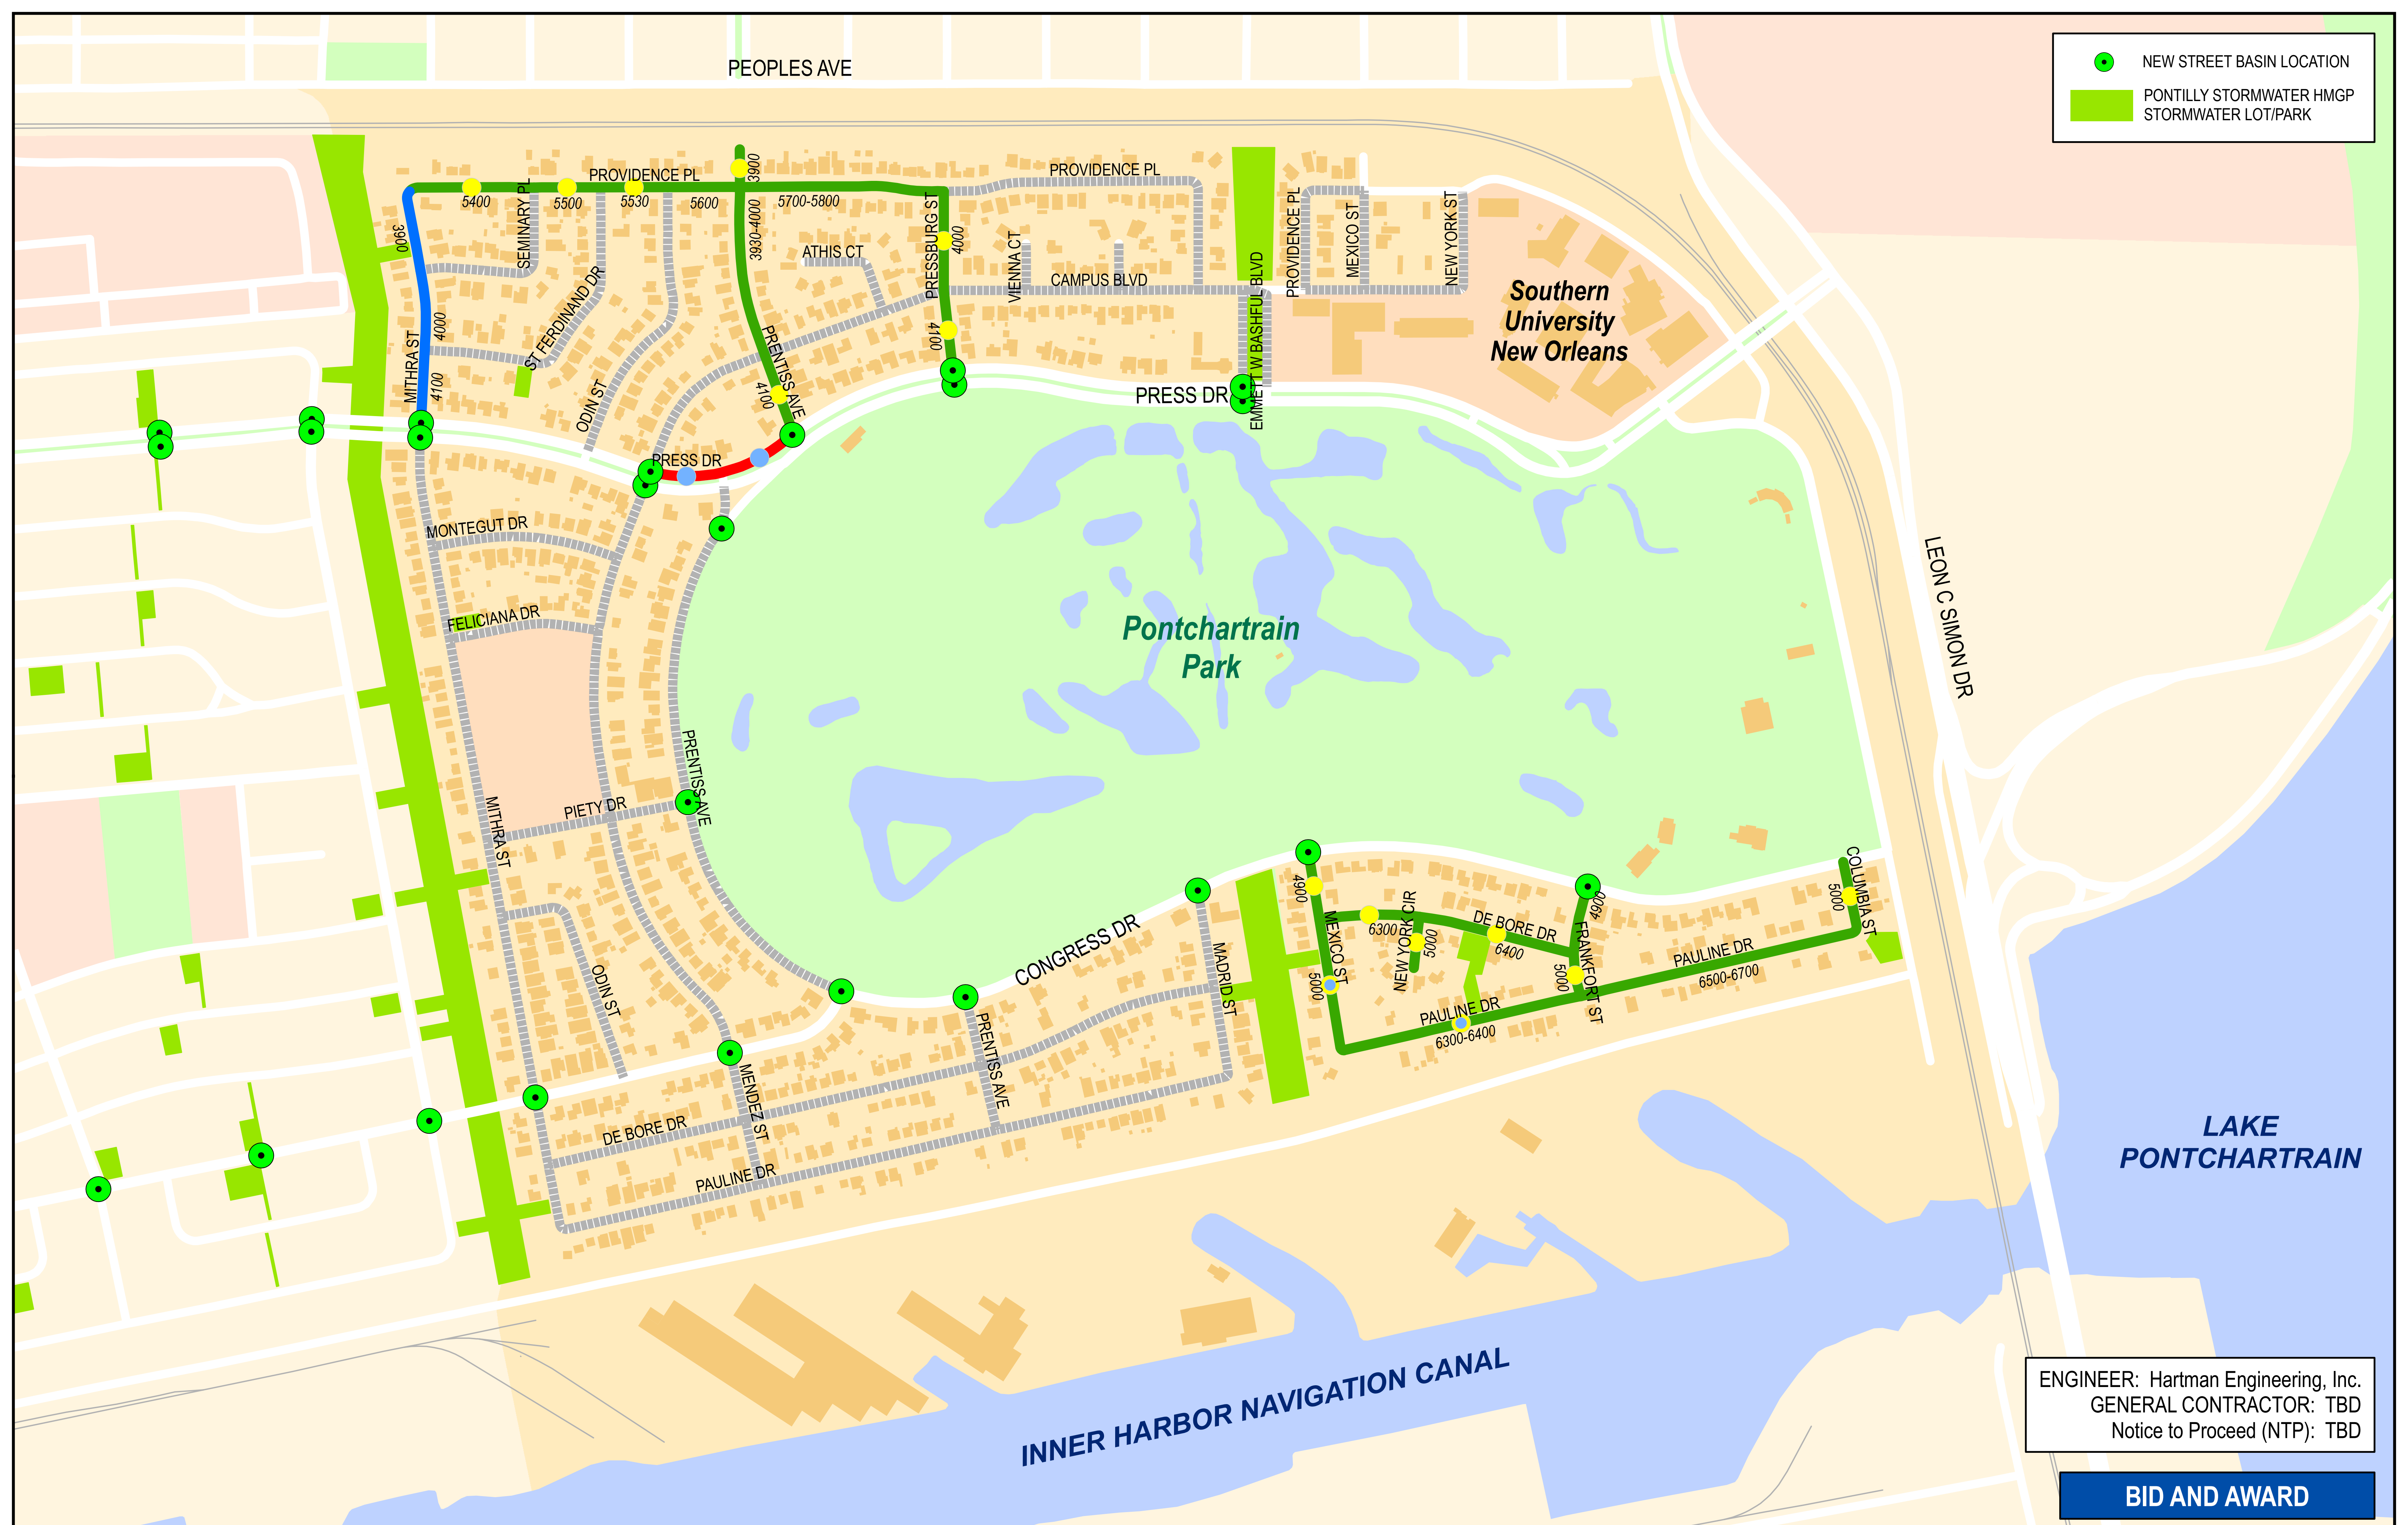 PEOPLES AVE
NEW STREET BASIN LOCATION
PONTILLY STORMWATER HMGP
STORMWATER LOT/PARK
3900
PROVIDENCE PL
PROVIDENCE PL
5400
5500
5530
5600
5700-5800
SEMINARY PL
3900
3930-4000
PRESSBURG ST
4000
PROVIDENCE PL
MEXICO ST
NEW YORK ST
ATHIS CT
VIENNA CT
CAMPUS BLVD
EMMETT W BASHFUL BLVD
Southern
University
New Orleans
ST FERDINAND DR
4000
MITHRA ST
4100
PRENTISS AVE
4100
4100
ODIN ST
PRESS DR
PRESS DR
MONTEGUT DR
FELICIANA DR
Pontchartrain
Park
LEON C SIMON DR
PRENTISS AVE
PIETY DR
MITHRA ST
ODIN ST
CONGRESS DR
MADRID ST
4900
MEXICO ST
5000
6300
NEW YORK CIR
5000
DE BORE DR
6400
4900
FRANKFORT ST
5000
COLUMBIA ST
5000
PAULINE DR
6500-6700
PAULINE DR
6300-6400
PRENTISS AVE
MENDEZ ST
DE BORE DR
PAULINE DR
LAKE
PONTCHARTRAIN
INNER HARBOR NAVIGATION CANAL
ENGINEER: Hartman Engineering, Inc.
GENERAL CONTRACTOR: TBD
Notice to Proceed (NTP): TBD
BID AND AWARD